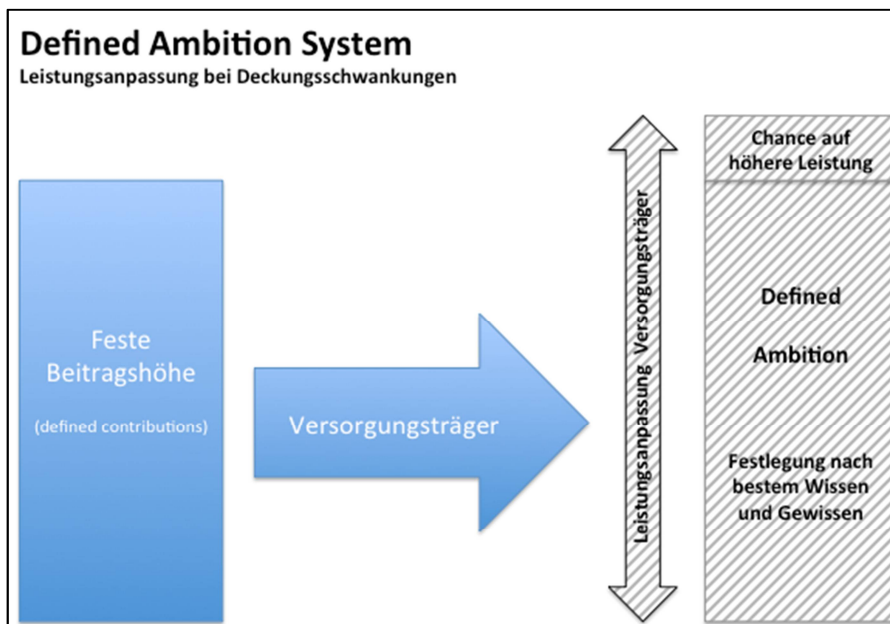 Defined Ambition System
Leistungsanpassung bei Deckungsschwankungen
Feste
Beitragshöhe
(defined contributions)
Versorgungsträger
Leistungsanpassung Versorgungsträger
Chance auf
höhere Leistung
Defined
Ambition
Festlegung nach
bestem Wissen
und Gewissen